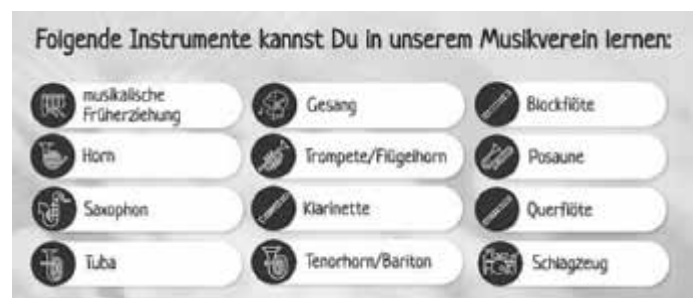 Folgende Instrumente kannst Du in unserem Musikverein lernen:
musikalische
Früherziehung
Gesang
Blockflöte
Horn
Trompete/Flügelhorn
Posaune
Saxophon
Klarinette
Querflöte
Tuba
Tenorhorn/Bariton
Schlagzeug